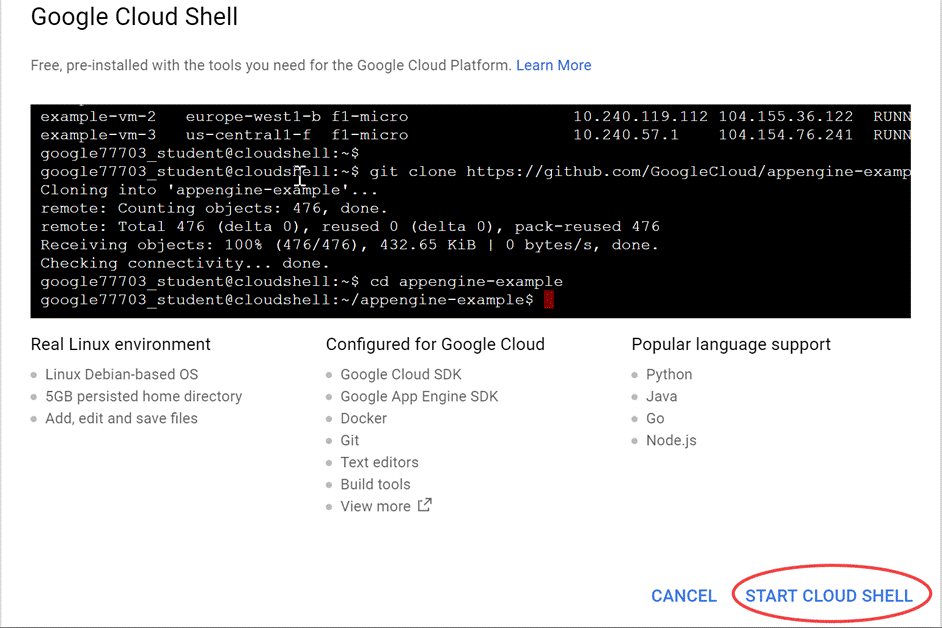 Google Cloud Shell
Free, pre-installed with the tools you need for the Google Cloud Platform. Learn More
example-vm-2 europe-west1-b f1-micro 10.240.119.112 104.155.36.122 RUNN
example-vm-3 us-central1-f f1-micro 10.240.57.1 104.154.76.241 RUNN
google77703_student@cloudshell:~$
google77703_student@cloudshell:~$ git clone https://github.com/GoogleCloud/appengine-examp
Cloning into 'appengine-example'...
remote: Counting objects: 476, done.
remote: Total 476 (delta 0), reused 0 (delta 0), pack-reused 476
Receiving objects: 100% (476/476), 432.65 KiB | 0 bytes/s, done.
Checking connectivity... done.
google77703_student@cloudshell:~$ cd appengine-example
google77703_student@cloudshell:~/appengine-example$
Real Linux environment
Linux Debian-based OS
5GB persisted home directory
Add, edit and save files
Configured for Google Cloud
Google Cloud SDK
Google App Engine SDK
Docker
Git
Text editors
Build tools
View more
Popular language support
Python
Java
Go
Node.js
CANCEL
START CLOUD SHELL